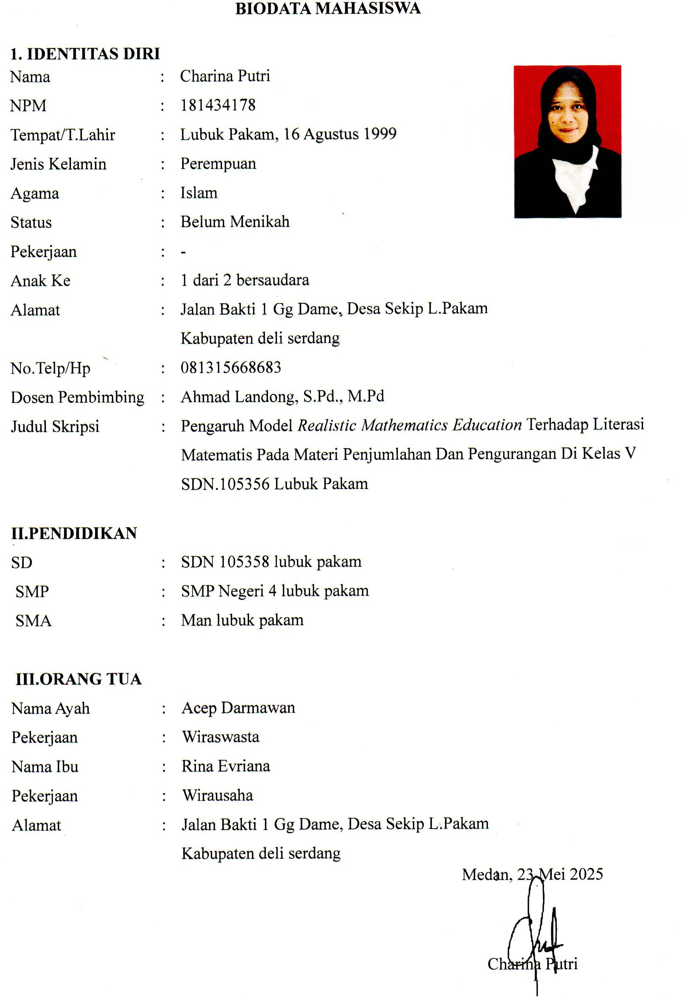 BIODATA MAHASISWA
1. IDENTITAS DIRI
Nama : Charina Putri
NPM : 181434178
Tempat/T.Lahir : Lubuk Pakam, 16 Agustus 1999
Jenis Kelamin : Perempuan
Agama : Islam
Status : Belum Menikah
Pekerjaan : -
Anak Ke : 1 dari 2 bersaudara
Alamat : Jalan Bakti 1 Gg Dame, Desa Sekip L.Pakam
Kabupaten deli serdang
No.Telp/Hp : 081315668683
Dosen Pembimbing : Ahmad Landong, S.Pd., M.Pd
Judul Skripsi : Pengaruh Model Realistic Mathematics Education Terhadap Literasi
Matematis Pada Materi Penjumlahan Dan Pengurangan Di Kelas V
SDN.105356 Lubuk Pakam
II.PENDIDIKAN
SD : SDN 105358 lubuk pakam
SMP : SMP Negeri 4 lubuk pakam
SMA : Man lubuk pakam
III.ORANG TUA
Nama Ayah : Acep Darmawan
Pekerjaan : Wiraswasta
Nama Ibu : Rina Evriana
Pekerjaan : Wirausaha
Alamat : Jalan Bakti 1 Gg Dame, Desa Sekip L.Pakam
Kabupaten deli serdang
Medan, 23 Mei 2025
Charina Putri